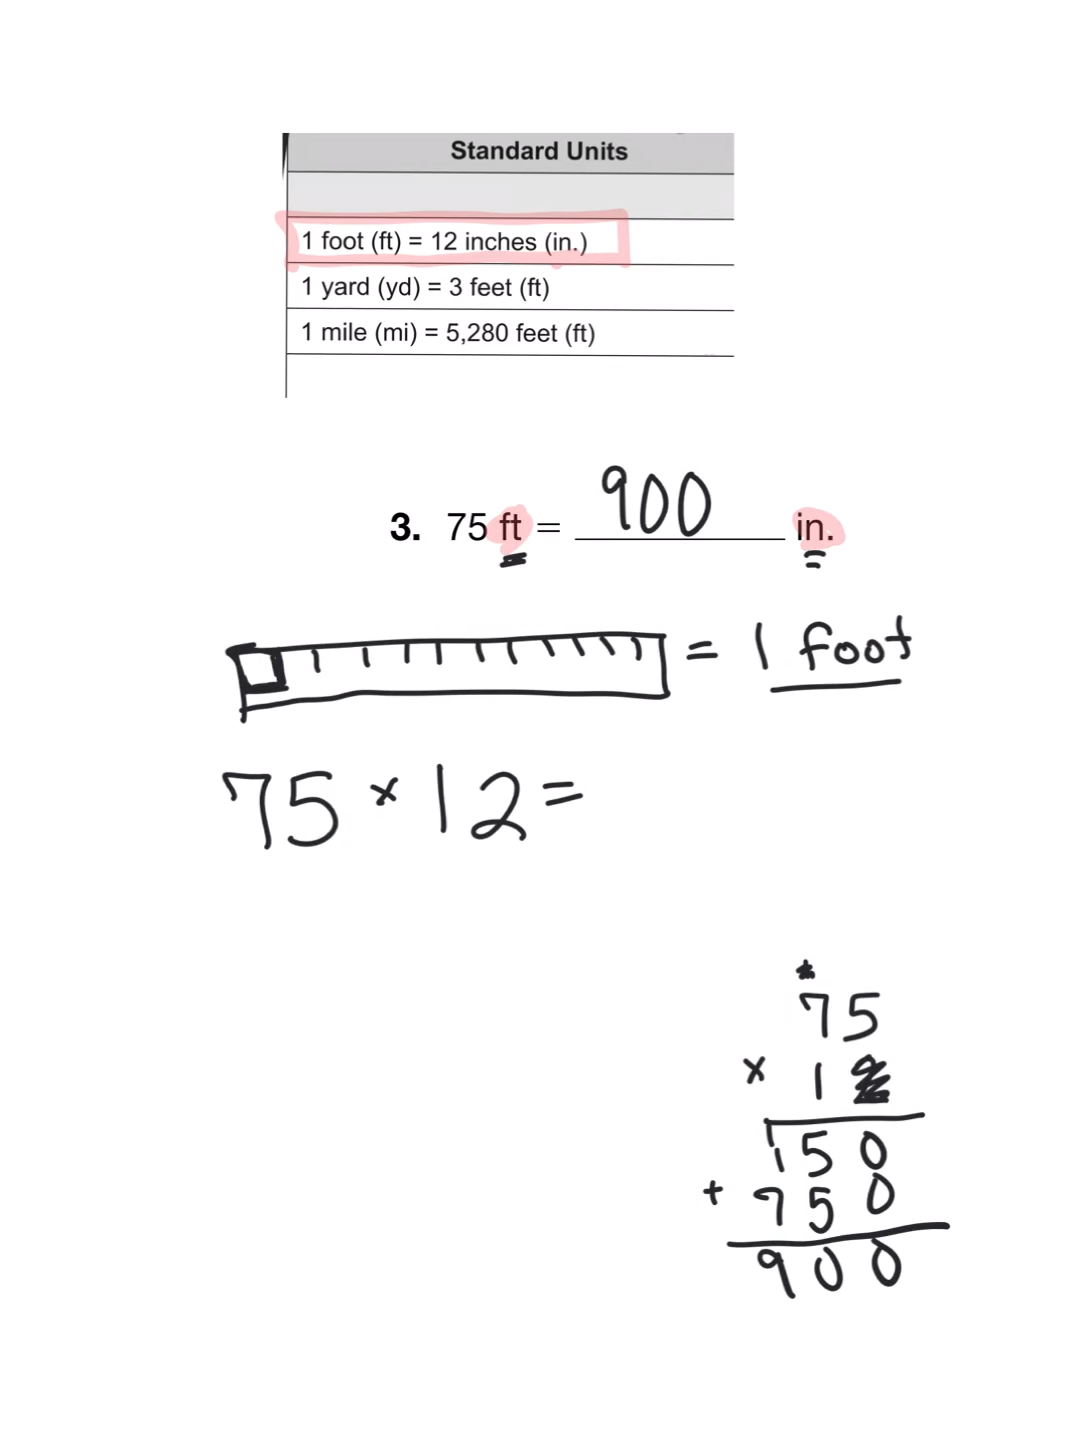 Standard Units
1 foot (ft) = 12 inches (in.)
1 yard (yd) = 3 feet (ft)
1 mile (mi) = 5,280 feet (ft)
3. 75 ft = 900 in.
= 1 foot
75 × 12 =
75
× 1
150
+ 750
900